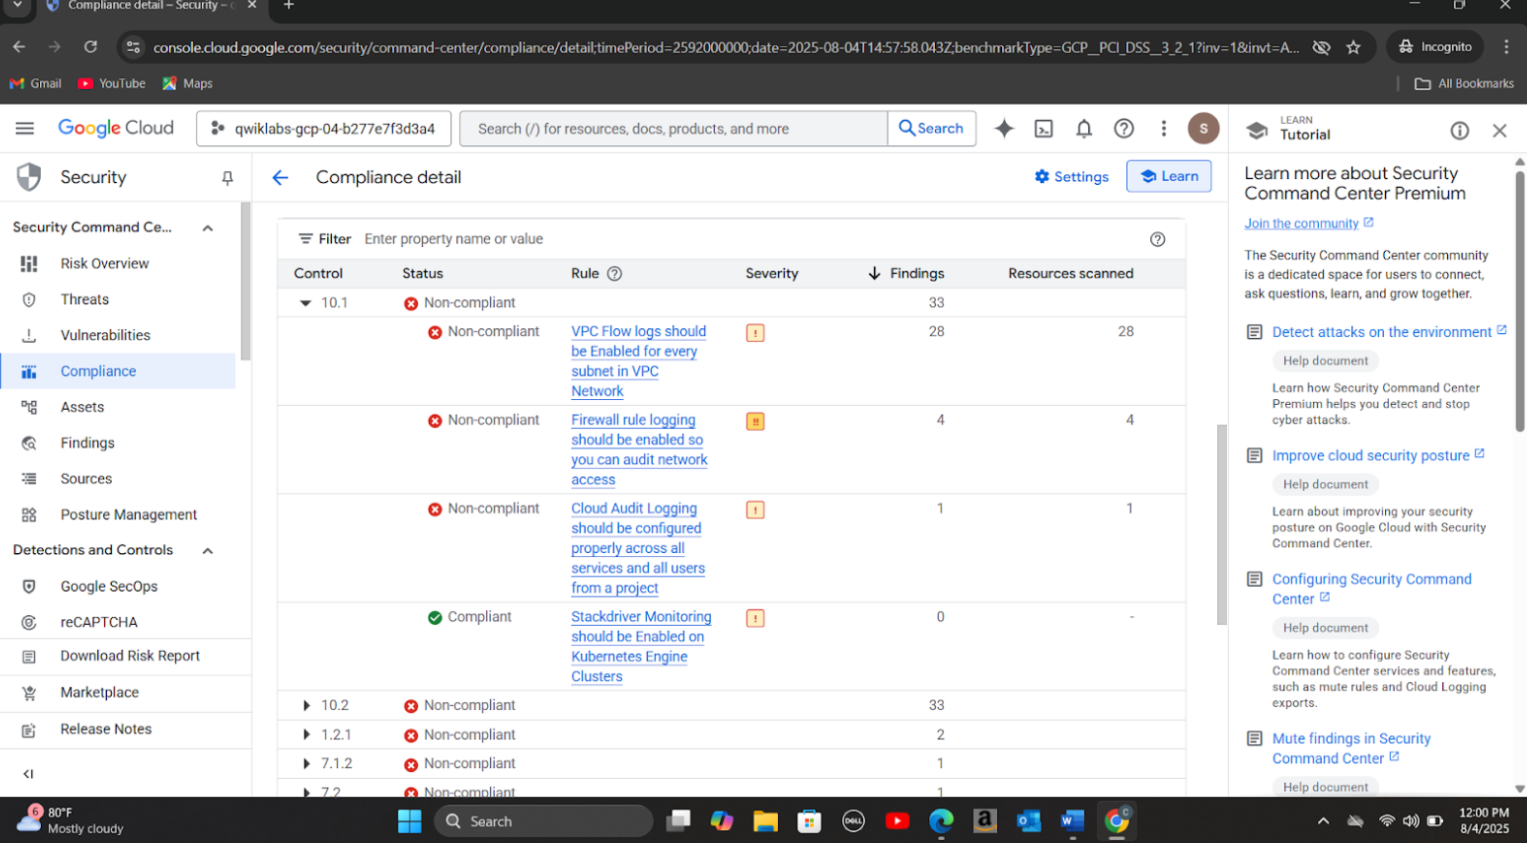 Compliance detail – Security – c
console.cloud.google.com/security/command-center/compliance/detail;timePeriod=2592000000;date=2025-08-04T14:57:58.043Z;benchmarkType=GCP__PCI_DSS__3_2_1?inv=1&invt=A...
Incognito
Gmail
YouTube
Maps
All Bookmarks
Google Cloud
qwiklabs-gcp-04-b277e7f3d3a4
Search (/) for resources, docs, products, and more
Search
S
LEARN
Tutorial
Security
Compliance detail
Settings
Learn
Security Command Ce...
Risk Overview
Threats
Vulnerabilities
Compliance
Assets
Findings
Sources
Posture Management
Detections and Controls
Google SecOps
reCAPTCHA
Download Risk Report
Marketplace
Release Notes
Filter Enter property name or value
Control Status Rule Severity Findings Resources scanned
10.1 Non-compliant 33
Non-compliant VPC Flow logs should 28 28
be Enabled for every
subnet in VPC
Network
Non-compliant Firewall rule logging 4 4
should be enabled so
you can audit network
access
Non-compliant Cloud Audit Logging 1 1
should be configured
properly across all
services and all users
from a project
Compliant Stackdriver Monitoring 0 -
should be Enabled on
Kubernetes Engine
Clusters
10.2 Non-compliant 33
1.2.1 Non-compliant 2
7.1.2 Non-compliant 1
7.2 Non-compliant 1
Learn more about Security
Command Center Premium
Join the community
The Security Command Center community
is a dedicated space for users to connect,
ask questions, learn, and grow together.
Detect attacks on the environment
Help document
Learn how Security Command Center
Premium helps you detect and stop
cyber attacks.
Improve cloud security posture
Help document
Learn about improving your security
posture on Google Cloud with Security
Command Center.
Configuring Security Command
Center
Help document
Learn how to configure Security
Command Center services and features,
such as mute rules and Cloud Logging
exports.
Mute findings in Security
Command Center
Help document
6
80°F
Mostly cloudy
Search
DELL
12:00 PM
8/4/2025